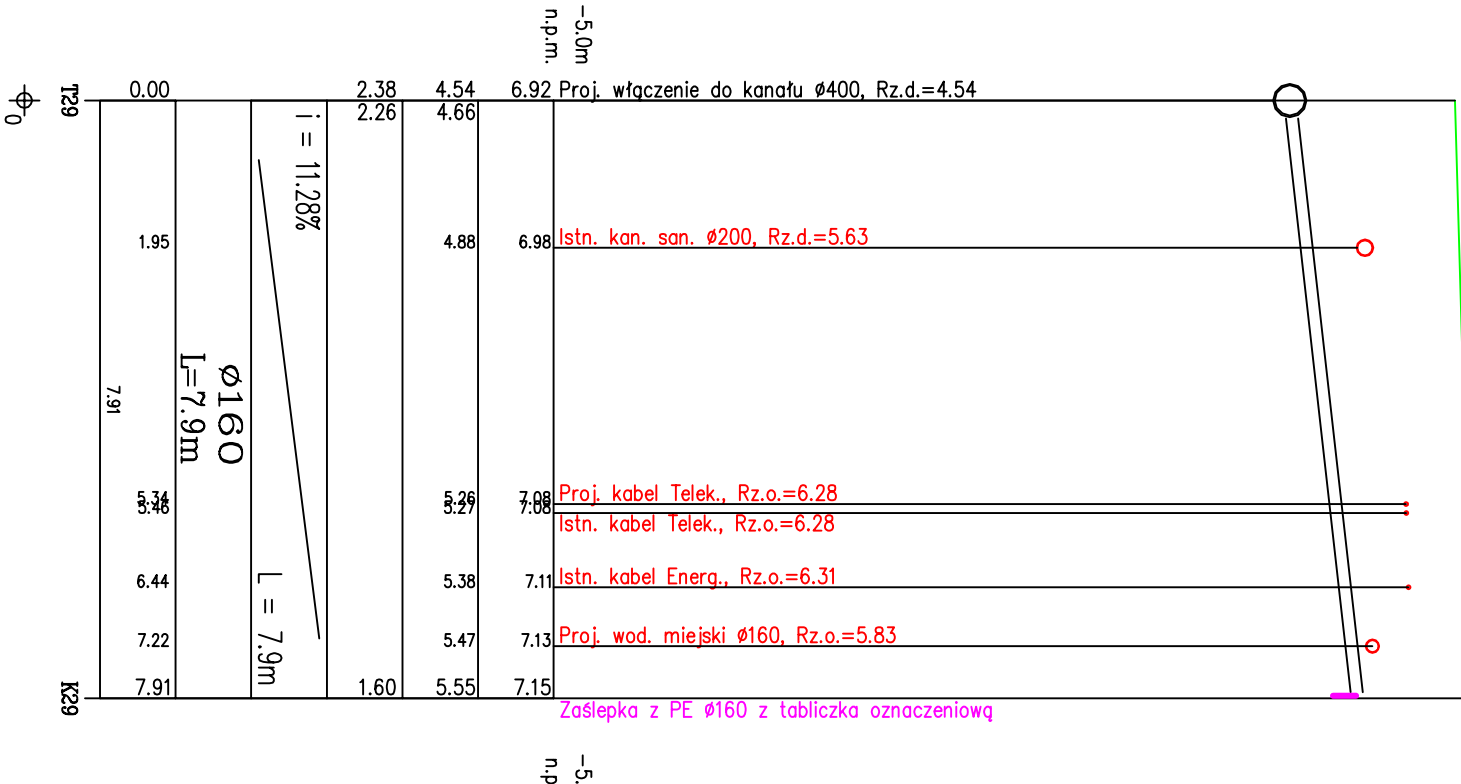 -5.0m
n.p.m.
T29
0
0.00
2.38
4.54
6.92
Proj. włączenie do kanału Ø400, Rz.d.=4.54
2.26
4.66
i = 11.28%
1.95
4.88
6.98
Istn. kan. san. Ø200, Rz.d.=5.63
7.91
L=7.9m
Ø160
5.34
5.26
7.08
Proj. kabel Telek., Rz.o.=6.28
5.46
5.27
7.08
Istn. kabel Telek., Rz.o.=6.28
6.44
5.38
7.11
Istn. kabel Energ., Rz.o.=6.31
L = 7.9m
7.22
5.47
7.13
Proj. wod. miejski Ø160, Rz.o.=5.83
K29
7.91
1.60
5.55
7.15
Zaślepka z PE Ø160 z tabliczka oznaczeniową
-5.
n.p